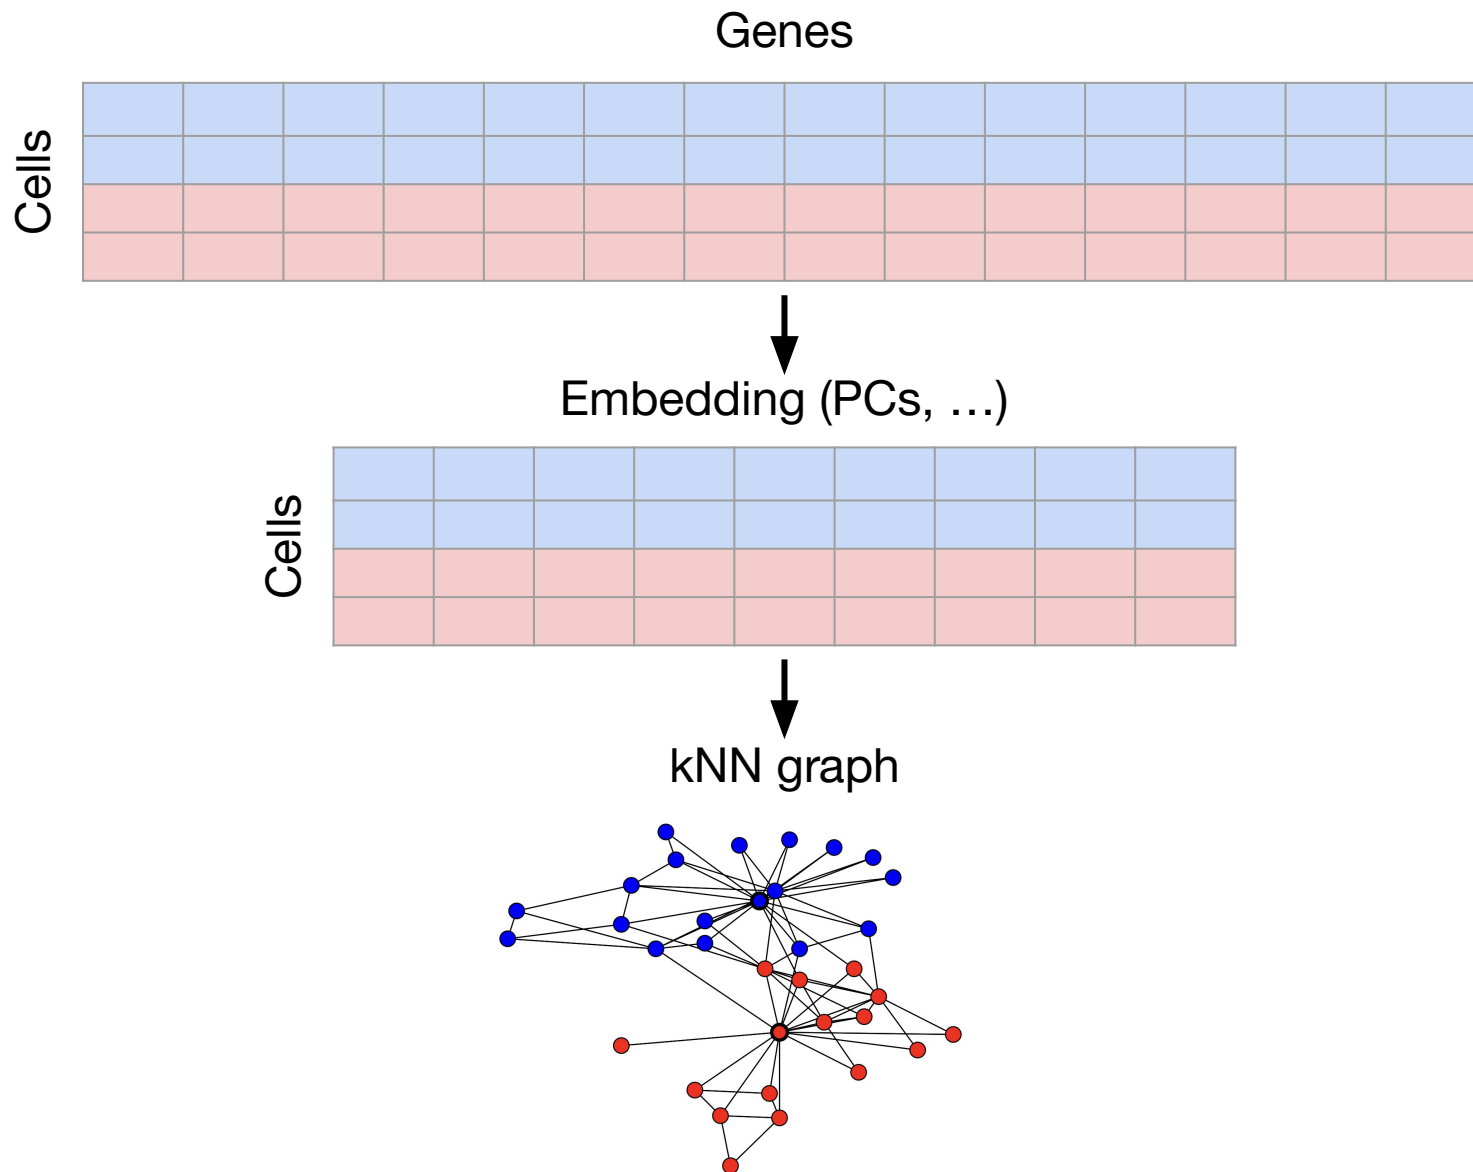 Genes
Cells
Embedding (PCs, …)
Cells
kNN graph